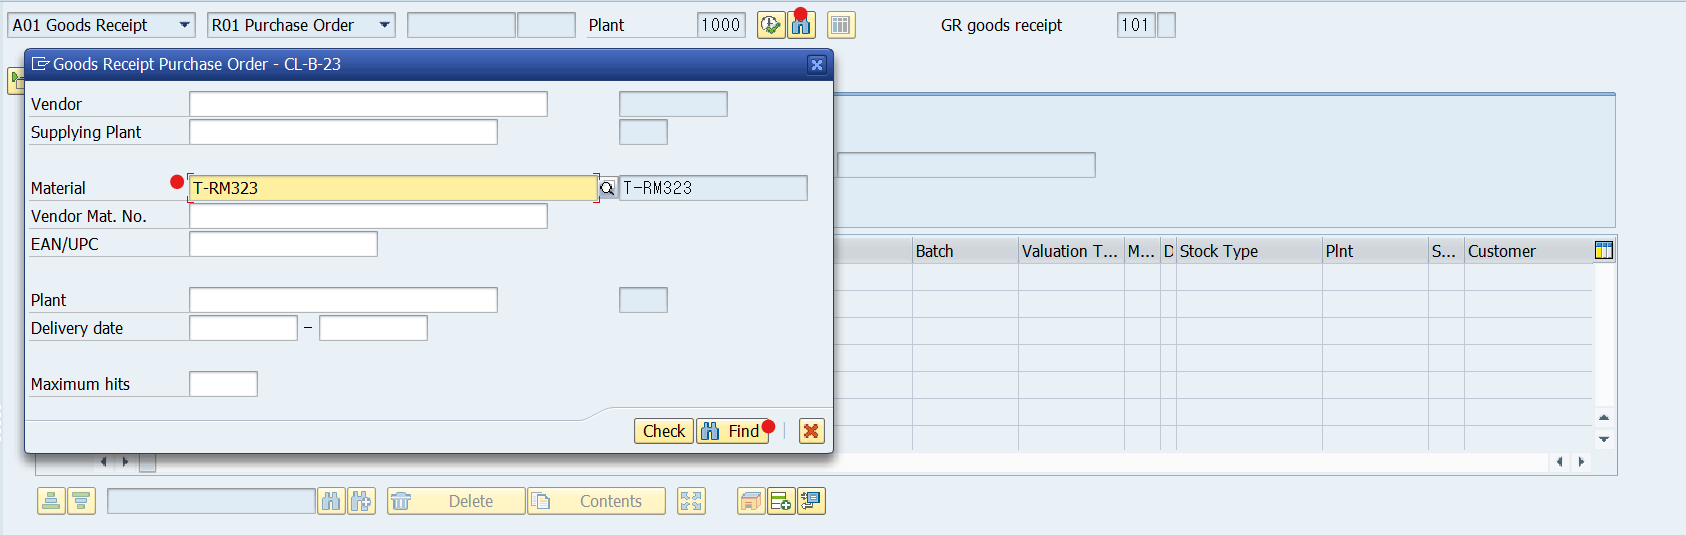 A01 Goods Receipt R01 Purchase Order Plant 1000 GR goods receipt 101
Goods Receipt Purchase Order - CL-B-23
Vendor
Supplying Plant
Material T-RM323 T-RM323
Vendor Mat. No.
EAN/UPC
Batch Valuation T... M... D Stock Type Plnt S... Customer
Plant
Delivery date –
Maximum hits
Check Find
Delete Contents